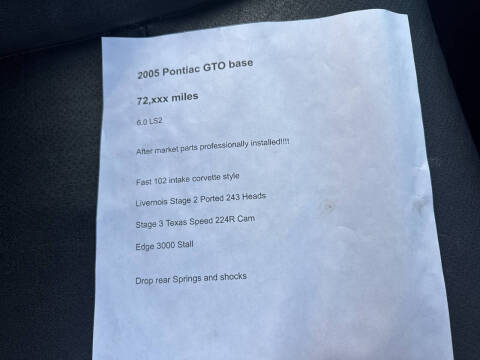 2005 Pontiac GTO base
72,xxx miles
6.0 LS2
After market parts professionally installed!!!!
Fast 102 intake corvette style
Livernois Stage 2 Ported 243 Heads
Stage 3 Texas Speed 224R Cam
Edge 3000 Stall
Drop rear Springs and shocks